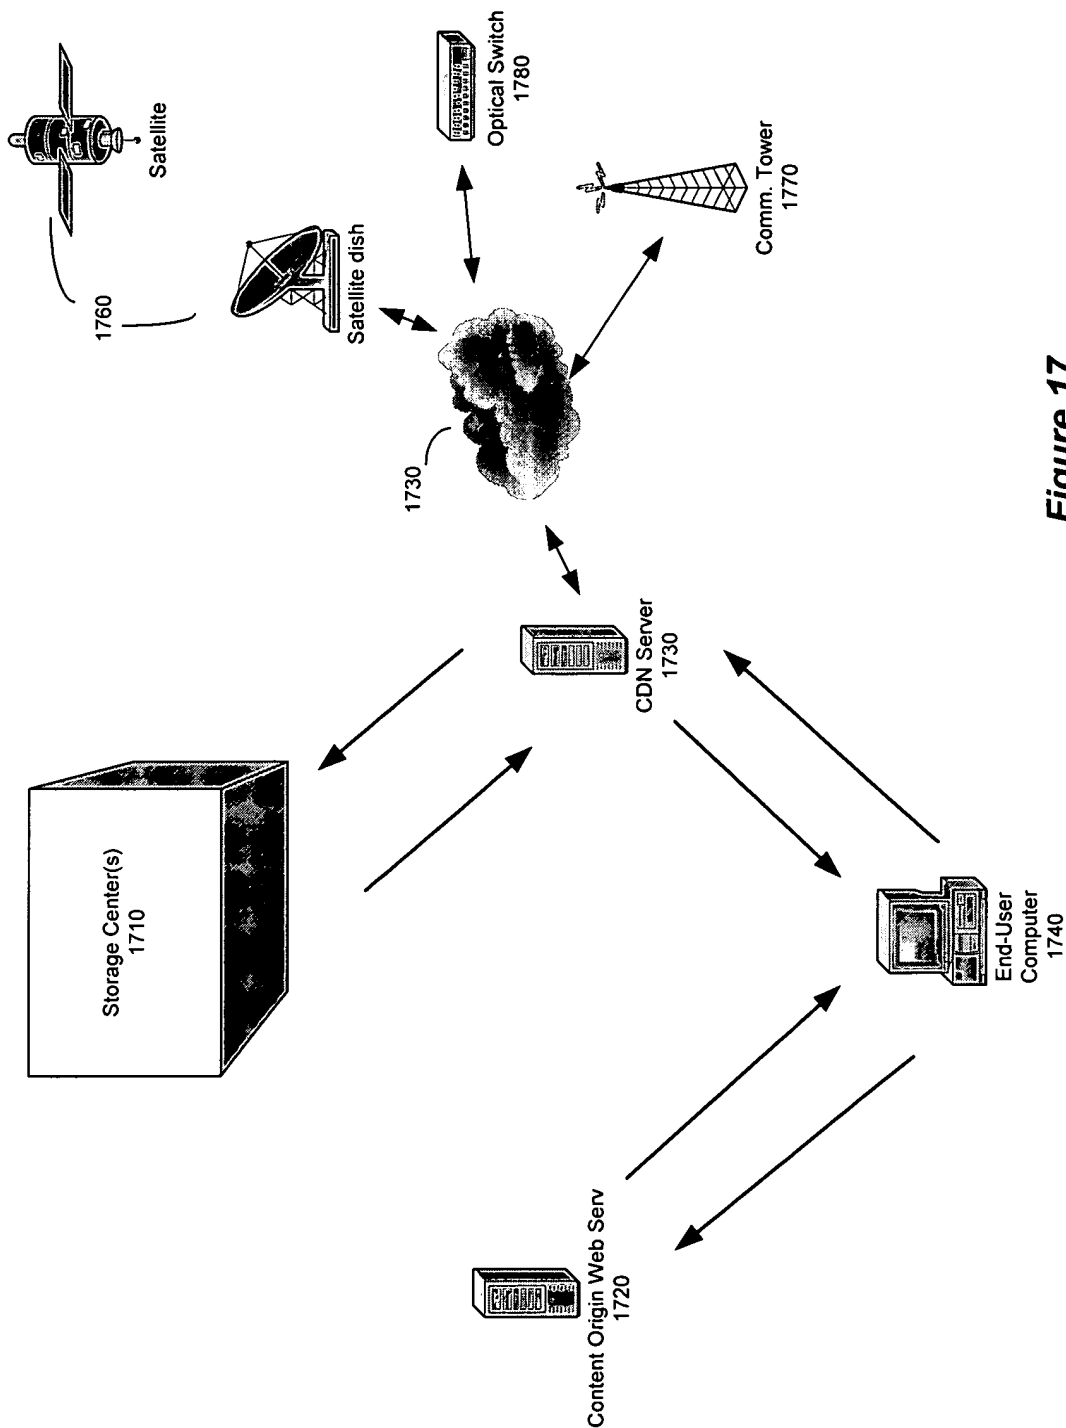 Storage Center(s)
1710
Content Origin Web Serv
1720
CDN Server
1730
End-User
Computer
1740
1730
1760
Satellite dish
Satellite
Optical Switch
1780
Comm. Tower
1770
Figure 17